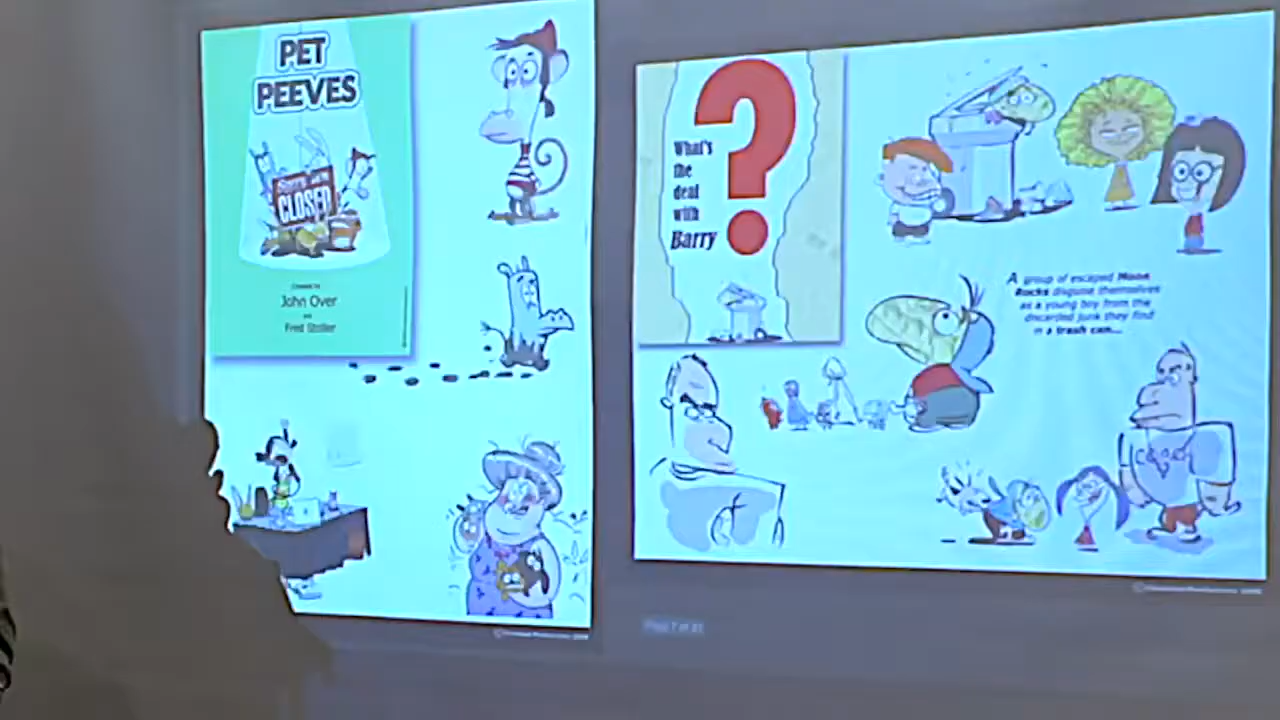 PET
PEEVES
Sorry we're
CLOSED
Created by
John Over
and
Fred Stoller
What's
the
deal
with
Barry
?
A group of escaped Moon
Rocks disguise themselves
as a young boy from the
discarded junk they find
in a trash can...